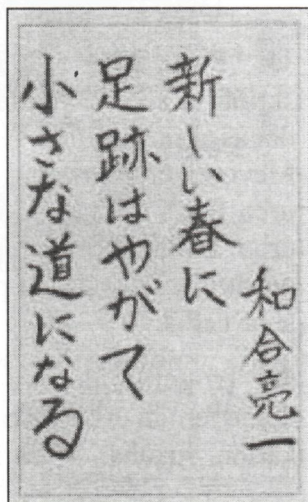 新しい春に
足跡はやがて
小さな道になる
和合亮一